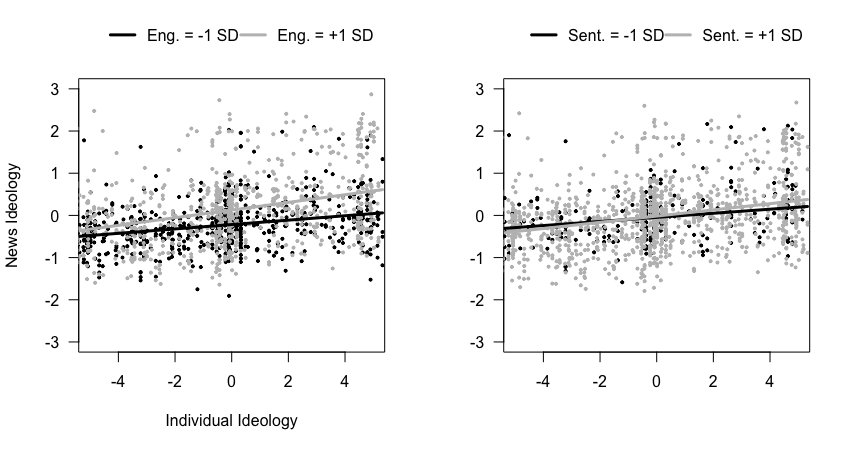 Eng. = -1 SD Eng. = +1 SD
Sent. = -1 SD Sent. = +1 SD
News Ideology
3
2
1
0
-1
-2
-3
-4 -2 0 2 4
Individual Ideology
3
2
1
0
-1
-2
-3
-4 -2 0 2 4